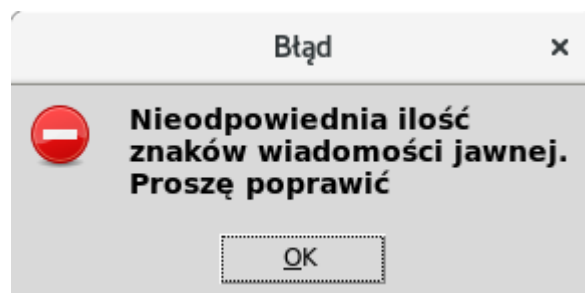 Błąd
Nieodpowiednia ilość
znaków wiadomości jawnej.
Proszę poprawić
OK